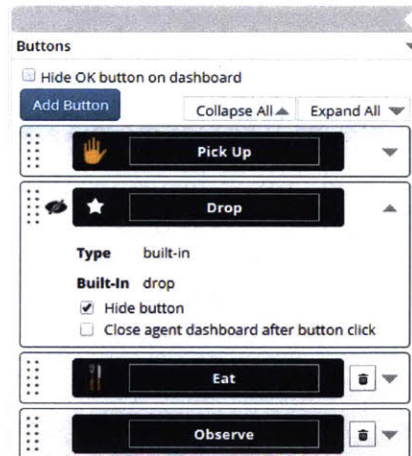 Buttons
Hide OK button on dashboard
Add Button Collapse All Expand All
Pick Up
Drop
Type built-in
Built-In drop
Hide button
Close agent dashboard after button click
Eat
Observe